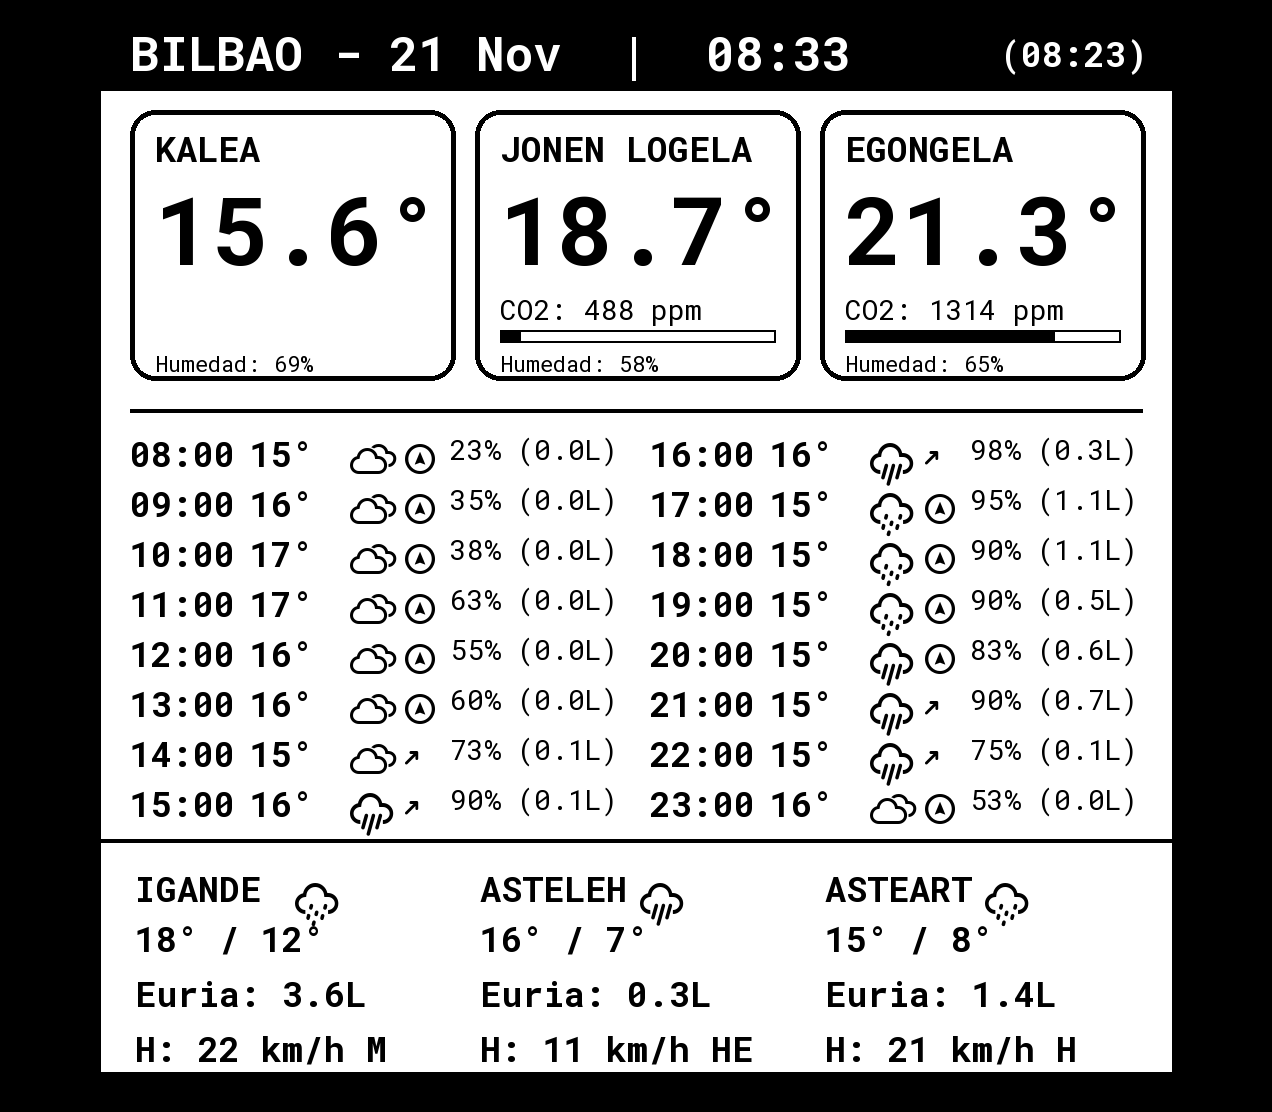 BILBAO - 21 Nov | 08:33 (08:23)
KALEA
15.6°
Humedad: 69%
JONEN LOGELA
18.7°
CO2: 488 ppm
Humedad: 58%
EGONGELA
21.3°
CO2: 1314 ppm
Humedad: 65%
08:00 15° 23% (0.0L)
09:00 16° 35% (0.0L)
10:00 17° 38% (0.0L)
11:00 17° 63% (0.0L)
12:00 16° 55% (0.0L)
13:00 16° 60% (0.0L)
14:00 15° 73% (0.1L)
15:00 16° 90% (0.1L)
16:00 16° 98% (0.3L)
17:00 15° 95% (1.1L)
18:00 15° 90% (1.1L)
19:00 15° 90% (0.5L)
20:00 15° 83% (0.6L)
21:00 15° 90% (0.7L)
22:00 15° 75% (0.1L)
23:00 16° 53% (0.0L)
IGANDE
18° / 12°
Euria: 3.6L
H: 22 km/h M
ASTELEH
16° / 7°
Euria: 0.3L
H: 11 km/h HE
ASTEART
15° / 8°
Euria: 1.4L
H: 21 km/h H